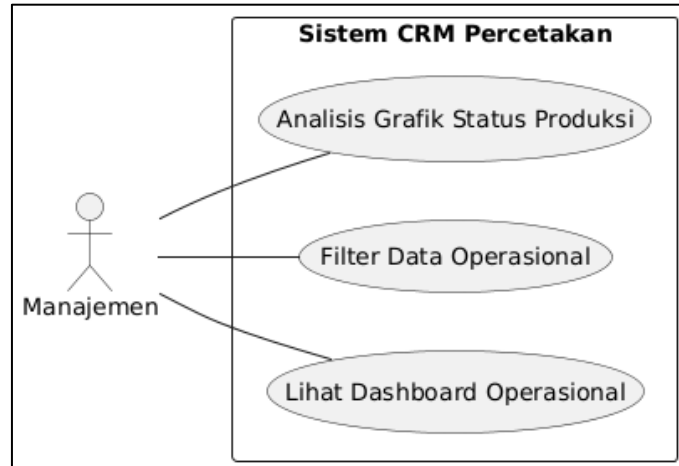 Sistem CRM Percetakan
Analisis Grafik Status Produksi
Filter Data Operasional
Manajemen
Lihat Dashboard Operasional